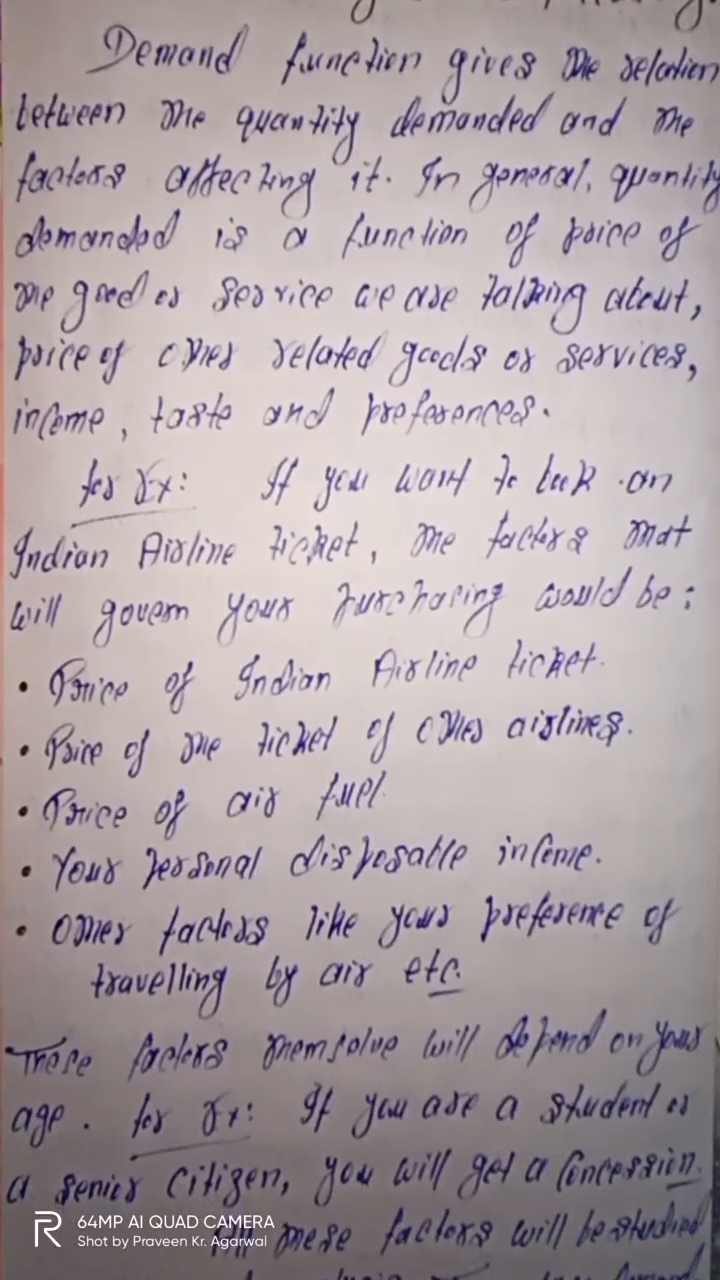 Demand function gives the relation
between the quantity demanded and the
factors affecting it. In general, quantity
demanded is a function of price of
the good or service we are talking about,
price of other related goods or services,
income, taste and preferences.
for Ex: If you want to book an
Indian Airline ticket, the factors that
will govern your purchasing would be:
• Price of Indian Airline ticket.
• Price of the ticket of other airlines.
• Price of air fuel.
• Your personal disposable income.
• Other factors like your preference of
travelling by air etc.
These factors themselve will depend on your
age. for Ex: If you are a student or
a senior citizen, you will get a concession.
these factors will be studied
64MP AI QUAD CAMERA
Shot by Praveen Kr. Agarwal